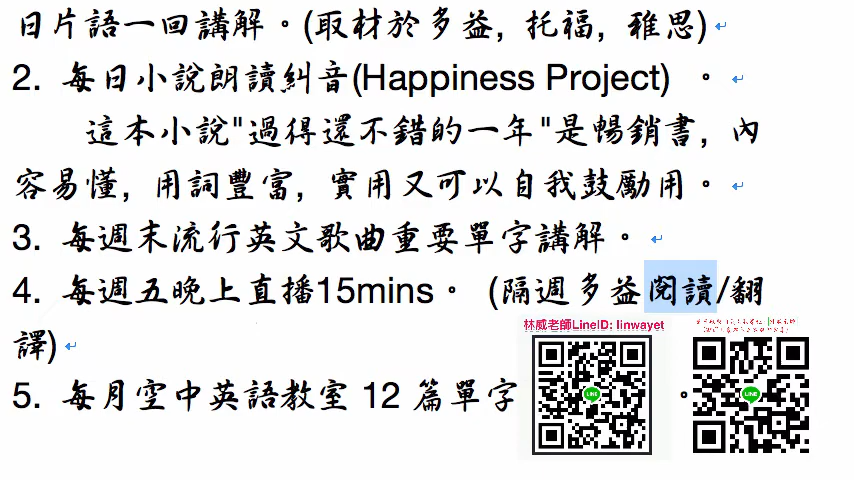 日片語一回講解。(取材於多益, 托福, 雅思)
2. 每日小說朗讀糾音(Happiness Project) 。
這本小說"過得還不錯的一年"是暢銷書, 內
容易懂, 用詞豐富, 實用又可以自我鼓勵用。
3. 每週末流行英文歌曲重要單字講解。
4. 每週五晚上直播15mins。 (隔週多益閱讀/翻
譯)
林威老師LineID: linwayet
5. 每月空中英語教室 12 篇單字 。
LINE
LINE